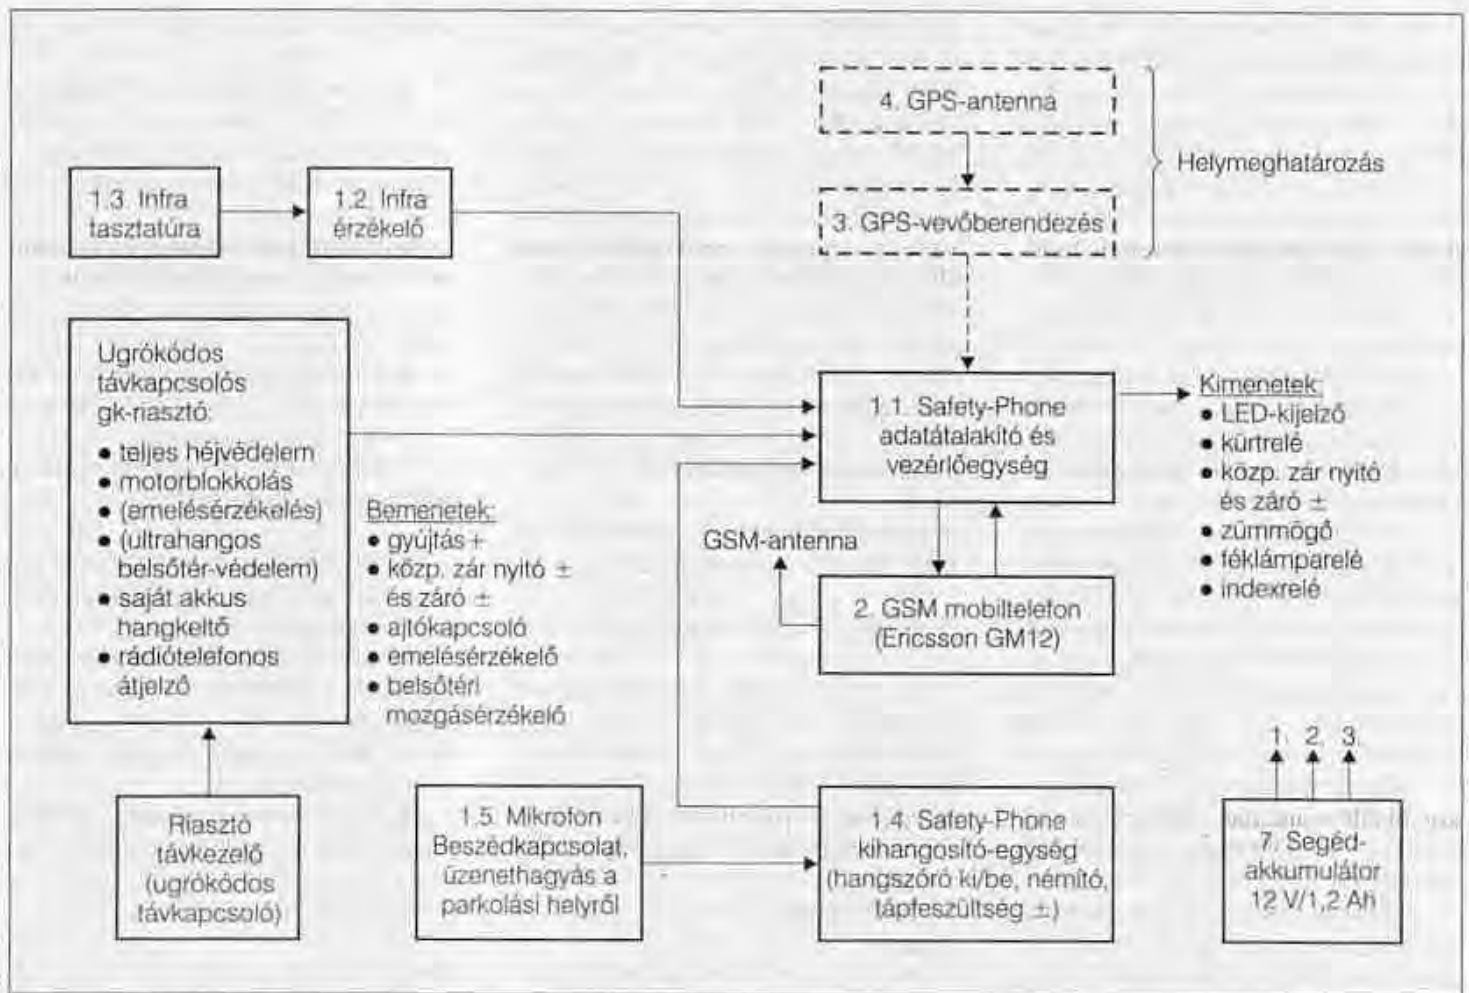 4. GPS-antenna
Helymeghatározás
3. GPS-vevőberendezés
1.3. Infra
tasztatúra
1.2. Infra
érzékelő
Ugrókódos
távkapcsolós
gk-riasztó:
• teljes héjvédelem
• motorblokkolás
• (emelésérzékelés)
• (ultrahangos
belsőtér-védelem)
• saját akkus
hangkeltő
• rádiótelefonos
átjelző
Bemenetek:
• gyújtás +
• közp. zár nyitó ±
és záró ±
• ajtókapcsoló
• emelésérzékelő
• belsőtéri
mozgásérzékelő
1.1. Safety-Phone
adatátalakító és
vezérlőegység
Kimenetek:
• LED-kijelző
• kürtrelé
• közp. zár nyitó
és záró ±
• zümmögő
• féklámparelé
• indexrelé
GSM-antenna
2. GSM mobiltelefon
(Ericsson GM12)
Riasztó
távkezelő
(ugrókódos
távkapcsoló)
1.5. Mikrofon
Beszédkapcsolat,
üzenethagyás a
parkolási helyről
1.4. Safety-Phone
kihangosító-egység
(hangszóró ki/be, némító,
tápfeszültség ±)
1. 2. 3.
7. Segéd-
akkumulátor
12 V/1,2 Ah